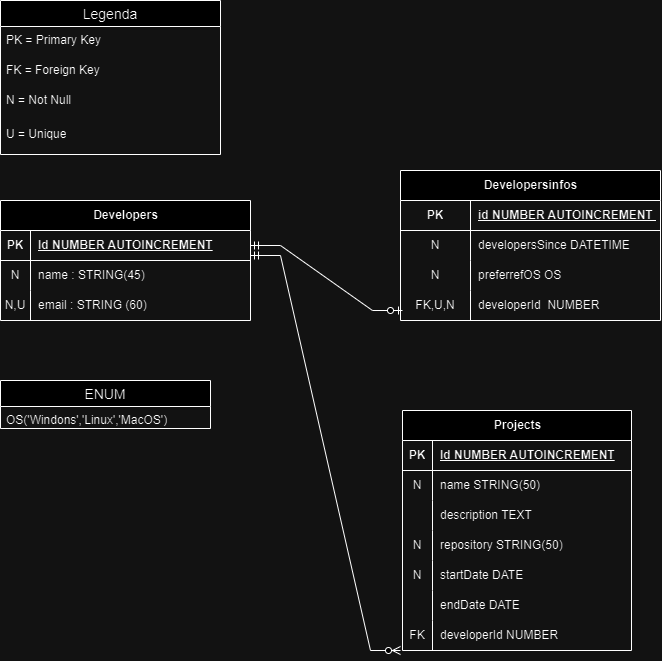 Legenda
PK = Primary Key
FK = Foreign Key
N = Not Null
U = Unique
Developers
PK Id NUMBER AUTOINCREMENT
N name : STRING(45)
N,U email : STRING (60)
Developersinfos
PK id NUMBER AUTOINCREMENT
N developersSince DATETIME
N preferrefOS OS
FK,U,N developerId NUMBER
ENUM
OS('Windons','Linux','MacOS')
Projects
PK Id NUMBER AUTOINCREMENT
N name STRING(50)
description TEXT
N repository STRING(50)
N startDate DATE
endDate DATE
FK developerId NUMBER